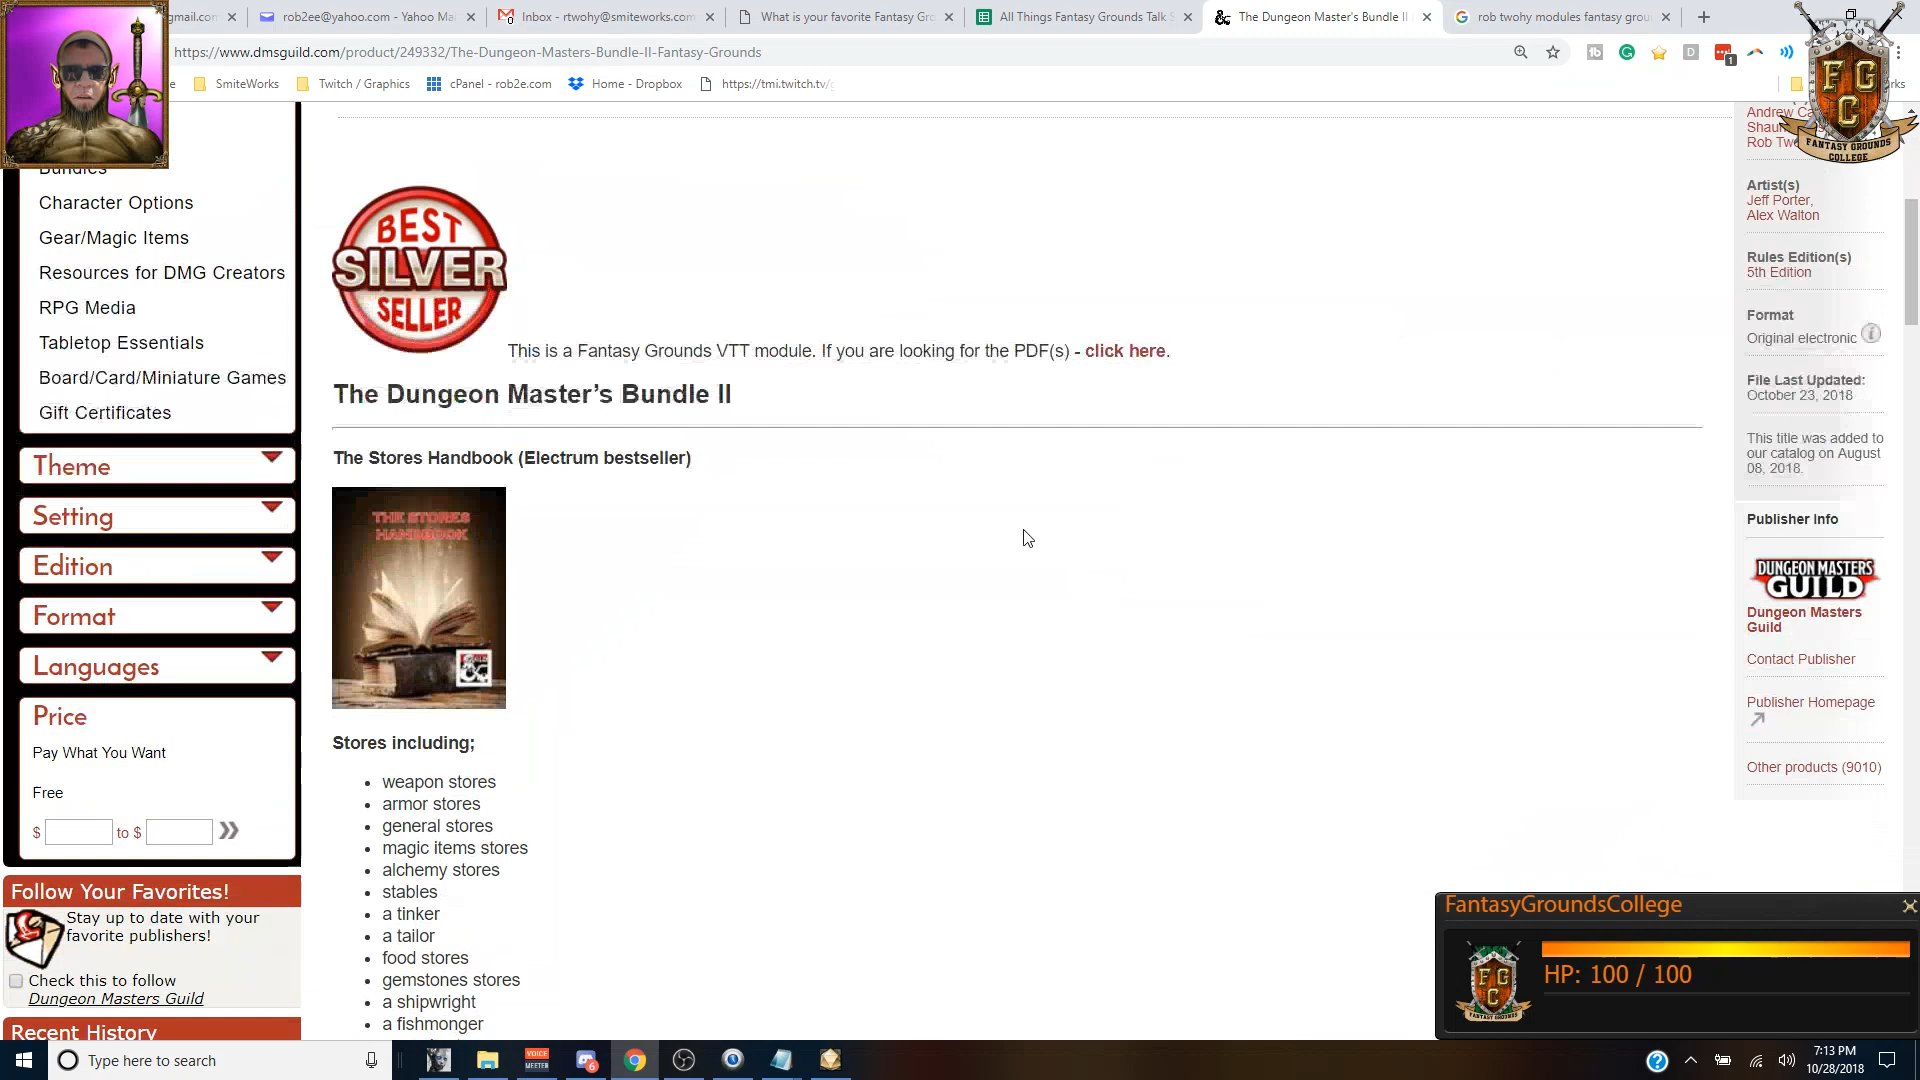 gmail.com
rob2ee@yahoo.com - Yahoo Mai
Inbox - rtwohy@smiteworks.com
What is your favorite Fantasy Gro
All Things Fantasy Grounds Talk S
The Dungeon Master's Bundle II
rob twohy modules fantasy grou
https://www.dmsguild.com/product/249332/The-Dungeon-Masters-Bundle-II-Fantasy-Grounds
SmiteWorks
Twitch / Graphics
cPanel - rob2e.com
Home - Dropbox
https://tmi.twitch.tv/
FGC
FANTASY GROUNDS
COLLEGE
Bundles
Character Options
Gear/Magic Items
Resources for DMG Creators
RPG Media
Tabletop Essentials
Board/Card/Miniature Games
Gift Certificates
Theme
Setting
Edition
Format
Languages
Price
Pay What You Want
Free
$ to $
Follow Your Favorites!
Stay up to date with your
favorite publishers!
Check this to follow
Dungeon Masters Guild
Recent History
BEST
SILVER
SELLER
This is a Fantasy Grounds VTT module. If you are looking for the PDF(s) - click here.
The Dungeon Master’s Bundle II
The Stores Handbook (Electrum bestseller)
THE STORES
HANDBOOK
Stores including;
weapon stores
armor stores
general stores
magic items stores
alchemy stores
stables
a tinker
a tailor
food stores
gemstones stores
a shipwright
a fishmonger
Andrew Ca
Shau
Rob Tw
Artist(s)
Jeff Porter,
Alex Walton
Rules Edition(s)
5th Edition
Format
Original electronic
File Last Updated:
October 23, 2018
This title was added to
our catalog on August
08, 2018.
Publisher Info
DUNGEON MASTERS
GUILD
Dungeon Masters
Guild
Contact Publisher
Publisher Homepage
Other products (9010)
FantasyGroundsCollege
FGC
HP: 100 / 100
Type here to search
VOICE
MEETER
6
7:13 PM
10/28/2018